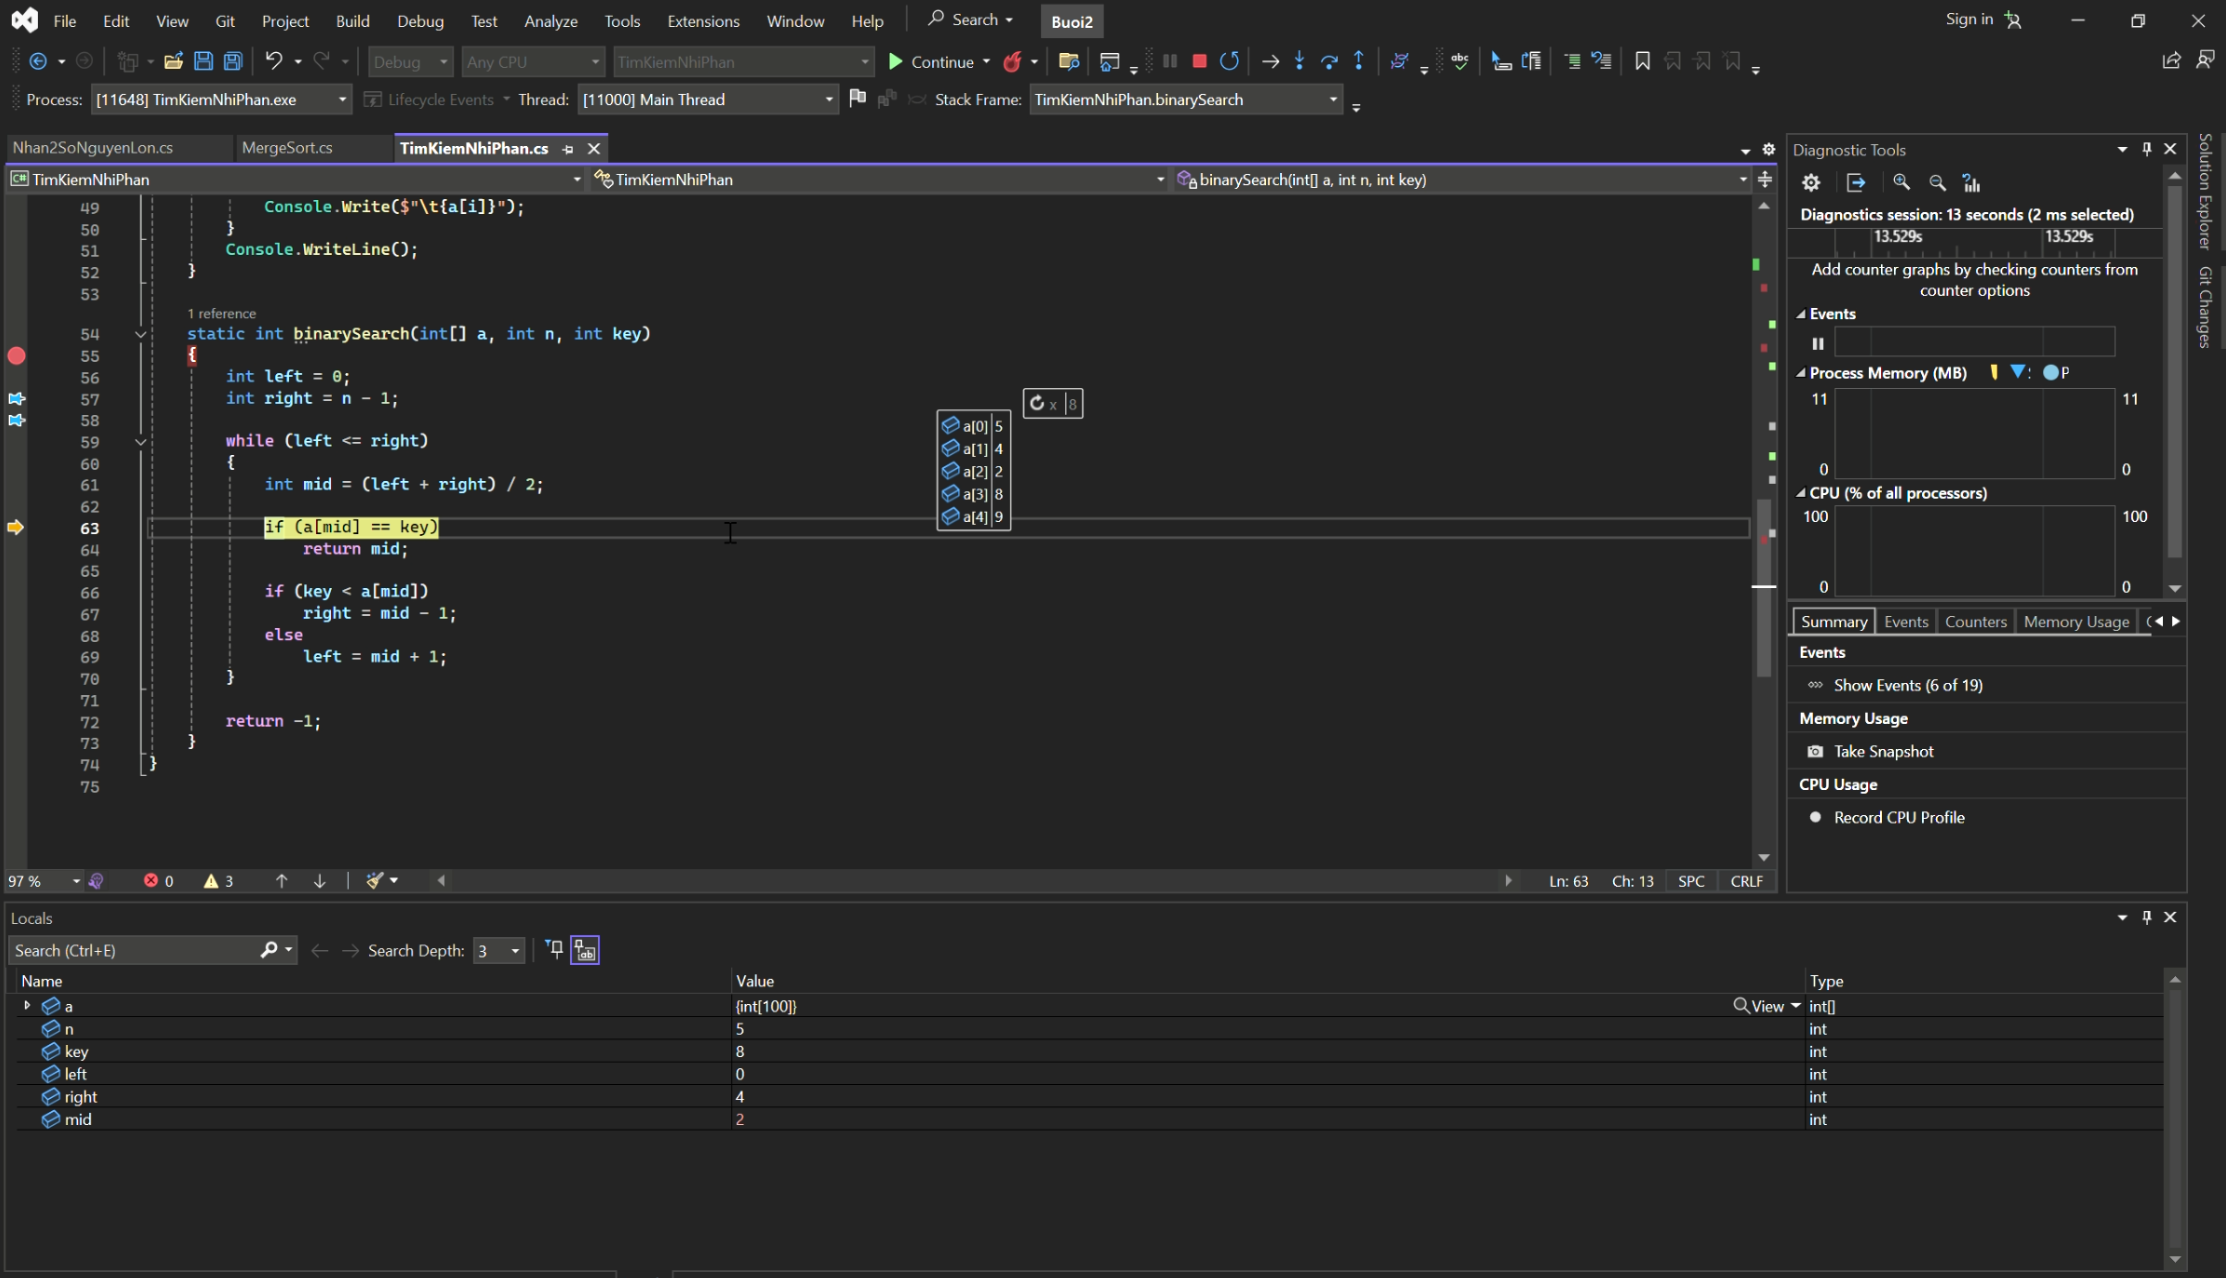 File Edit View Git Project Build Debug Test Analyze Tools Extensions Window Help Search Buoi2 Sign in
Debug Any CPU TimKiemNhiPhan Continue
Process: [11648] TimKiemNhiPhan.exe Lifecycle Events Thread: [11000] Main Thread Stack Frame: TimKiemNhiPhan.binarySearch
Nhan2SoNguyenLon.cs MergeSort.cs TimKiemNhiPhan.cs
C# TimKiemNhiPhan TimKiemNhiPhan binarySearch(int[] a, int n, int key)
49 Console.Write($"\t{a[i]}");
50 }
51 Console.WriteLine();
52 }
53
1 reference
54 static int binarySearch(int[] a, int n, int key)
55 {
56 int left = 0;
57 int right = n - 1;
58
59 while (left <= right)
60 {
61 int mid = (left + right) / 2;
62
63 if (a[mid] == key)
64 return mid;
65
66 if (key < a[mid])
67 right = mid - 1;
68 else
69 left = mid + 1;
70 }
71
72 return -1;
73 }
74 }
75
x 8
a[0] 5
a[1] 4
a[2] 2
a[3] 8
a[4] 9
97 % 0 3 Ln: 63 Ch: 13 SPC CRLF
Diagnostic Tools
Diagnostics session: 13 seconds (2 ms selected)
13.529s 13.529s
Add counter graphs by checking counters from
counter options
Events
Process Memory (MB) : P
11 11
0 0
CPU (% of all processors)
100 100
0 0
Summary Events Counters Memory Usage
Events
Show Events (6 of 19)
Memory Usage
Take Snapshot
CPU Usage
Record CPU Profile
Solution Explorer
Git Changes
Locals
Search (Ctrl+E) Search Depth: 3
Name Value Type
a {int[100]} View int[]
n 5 int
key 8 int
left 0 int
right 4 int
mid 2 int